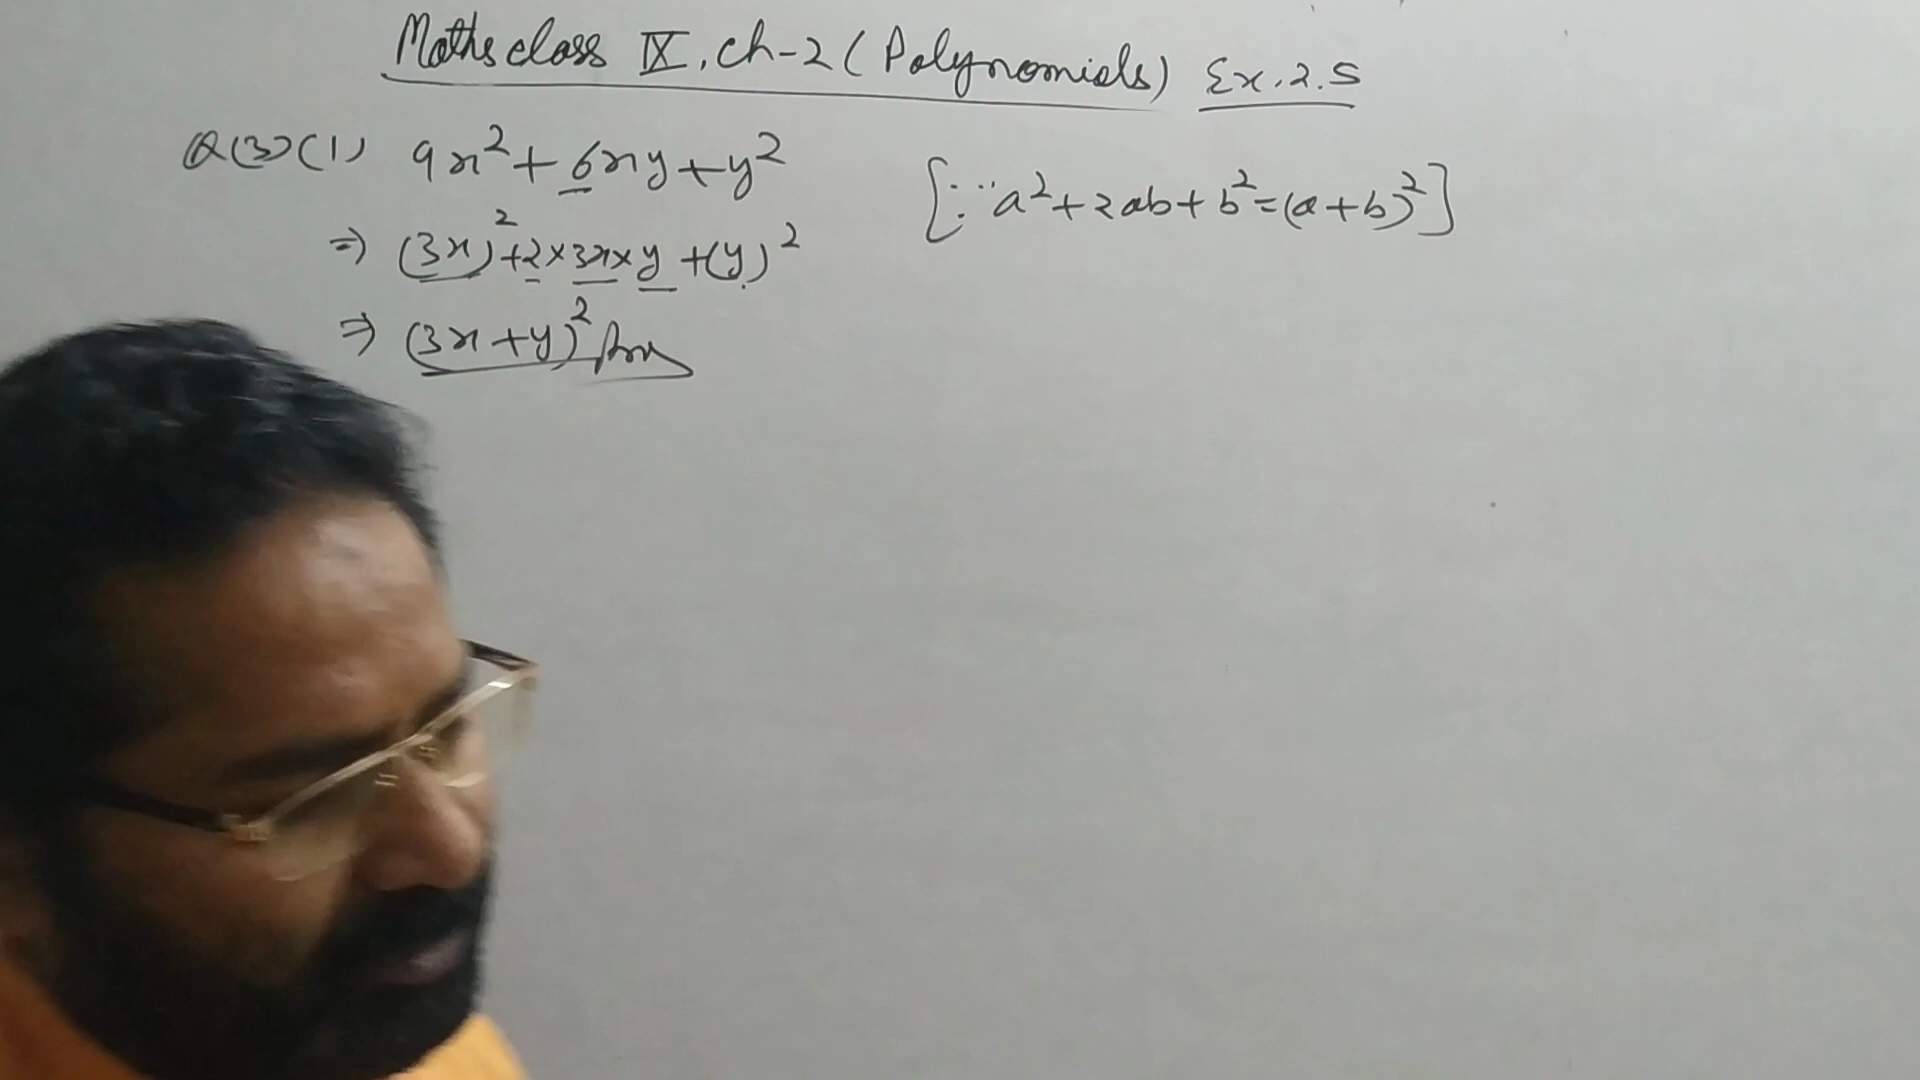 Maths class IX, Ch-2 (Polynomials) Ex. 2.5
Q(3)(1) 9x²+6xy+y² [∵ a²+2ab+b²=(a+b)²]
⇒ (3x)²+2×3x×y+(y)²
⇒ (3x+y)² Ans